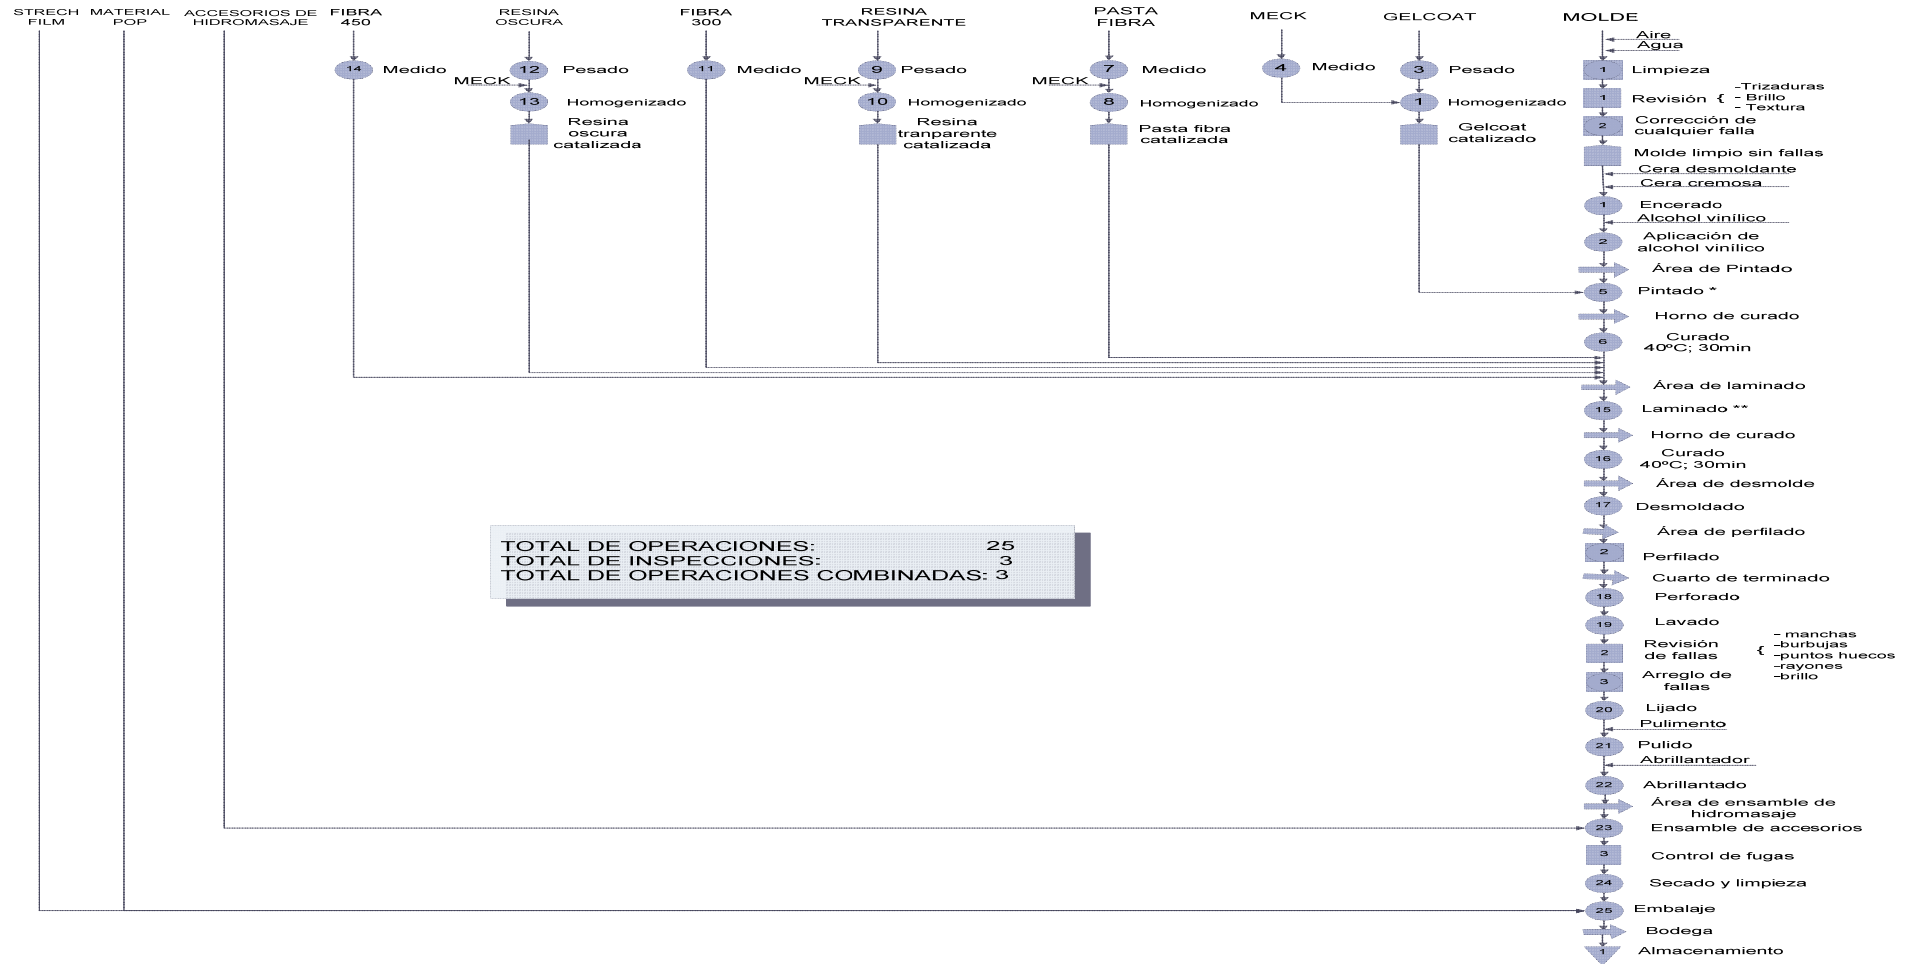 STRECH
FILM
MATERIAL
POP
ACCESORIOS DE
HIDROMASAJE
FIBRA
450
RESINA
OSCURA
FIBRA
300
RESINA
TRANSPARENTE
PASTA
FIBRA
MECK
GELCOAT
MOLDE
Aire
Agua
14 Medido
12 Pesado
11 Medido
9 Pesado
7 Medido
4 Medido
3 Pesado
1 Limpieza
MECK
MECK
MECK
13 Homogenizado
10 Homogenizado
8 Homogenizado
1 Homogenizado
1 Revisión {
-Trizaduras
- Brillo
- Textura
Resina
oscura
catalizada
Resina
tranparente
catalizada
Pasta fibra
catalizada
Gelcoat
catalizado
2 Corrección de
cualquier falla
Molde limpio sin fallas
Cera desmoldante
Cera cremosa
1 Encerado
Alcohol vinílico
2 Aplicación de
alcohol vinílico
Área de Pintado
5 Pintado *
Horno de curado
6 Curado
40ºC; 30min
Área de laminado
15 Laminado **
Horno de curado
16 Curado
40ºC; 30min
Área de desmolde
17 Desmoldado
Área de perfilado
2 Perfilado
Cuarto de terminado
18 Perforado
19 Lavado
2 Revisión
de fallas {
- manchas
-burbujas
-puntos huecos
-rayones
-brillo
3 Arreglo de
fallas
20 Lijado
Pulimento
21 Pulido
Abrillantador
22 Abrillantado
Área de ensamble de
hidromasaje
23 Ensamble de accesorios
3 Control de fugas
24 Secado y limpieza
25 Embalaje
Bodega
1 Almacenamiento
TOTAL DE OPERACIONES: 25
TOTAL DE INSPECCIONES: 3
TOTAL DE OPERACIONES COMBINADAS: 3